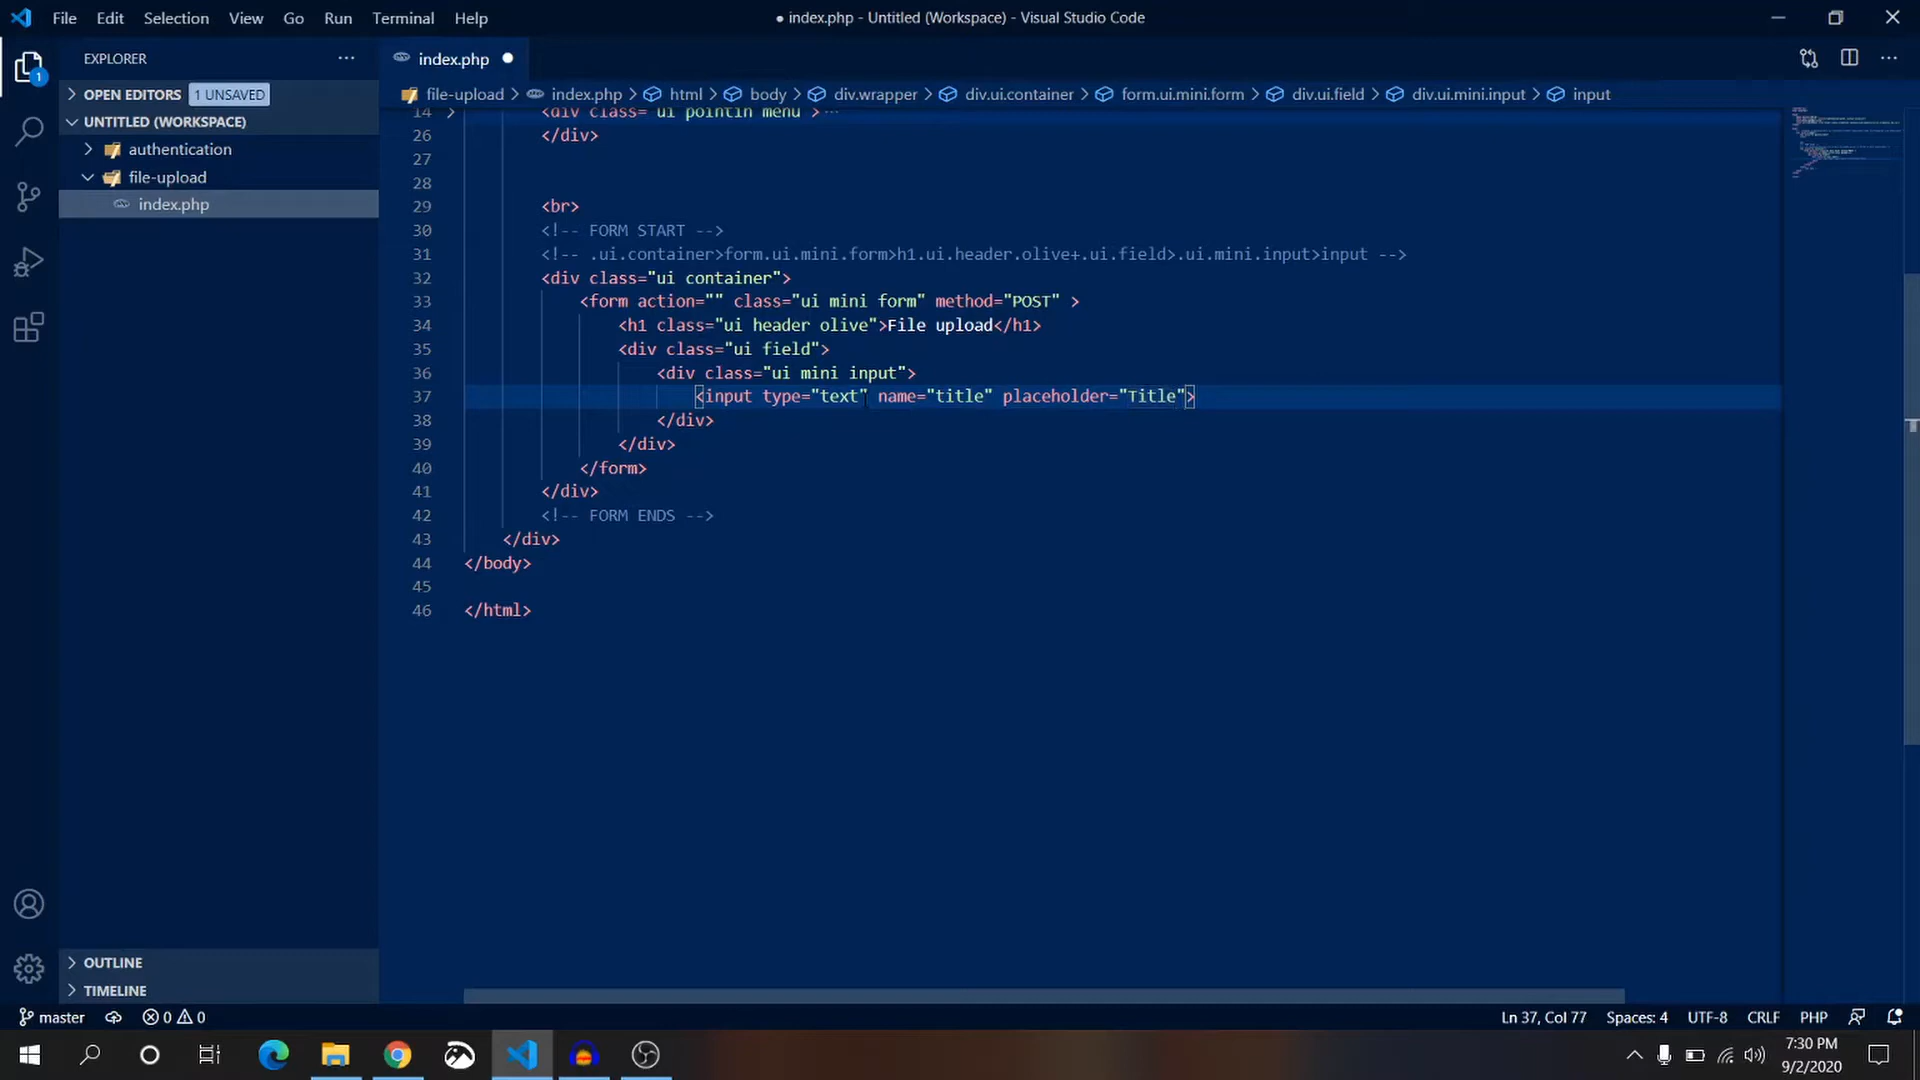 File Edit Selection View Go Run Terminal Help
● index.php - Untitled (Workspace) - Visual Studio Code
EXPLORER
index.php
OPEN EDITORS 1 UNSAVED
UNTITLED (WORKSPACE)
authentication
file-upload
index.php
OUTLINE
TIMELINE
1
file-upload > index.php > html > body > div.wrapper > div.ui.container > form.ui.mini.form > div.ui.field > div.ui.mini.input > input
14 <div class="ui pointin menu">···
26 </div>
27
28
29 <br>
30 <!-- FORM START -->
31 <!-- .ui.container>form.ui.mini.form>h1.ui.header.olive+.ui.field>.ui.mini.input>input -->
32 <div class="ui container">
33 <form action="" class="ui mini form" method="POST" >
34 <h1 class="ui header olive">File upload</h1>
35 <div class="ui field">
36 <div class="ui mini input">
37 <input type="text" name="title" placeholder="Title">
38 </div>
39 </div>
40 </form>
41 </div>
42 <!-- FORM ENDS -->
43 </div>
44 </body>
45
46 </html>
master 0 0
Ln 37, Col 77 Spaces: 4 UTF-8 CRLF PHP
7:30 PM
9/2/2020